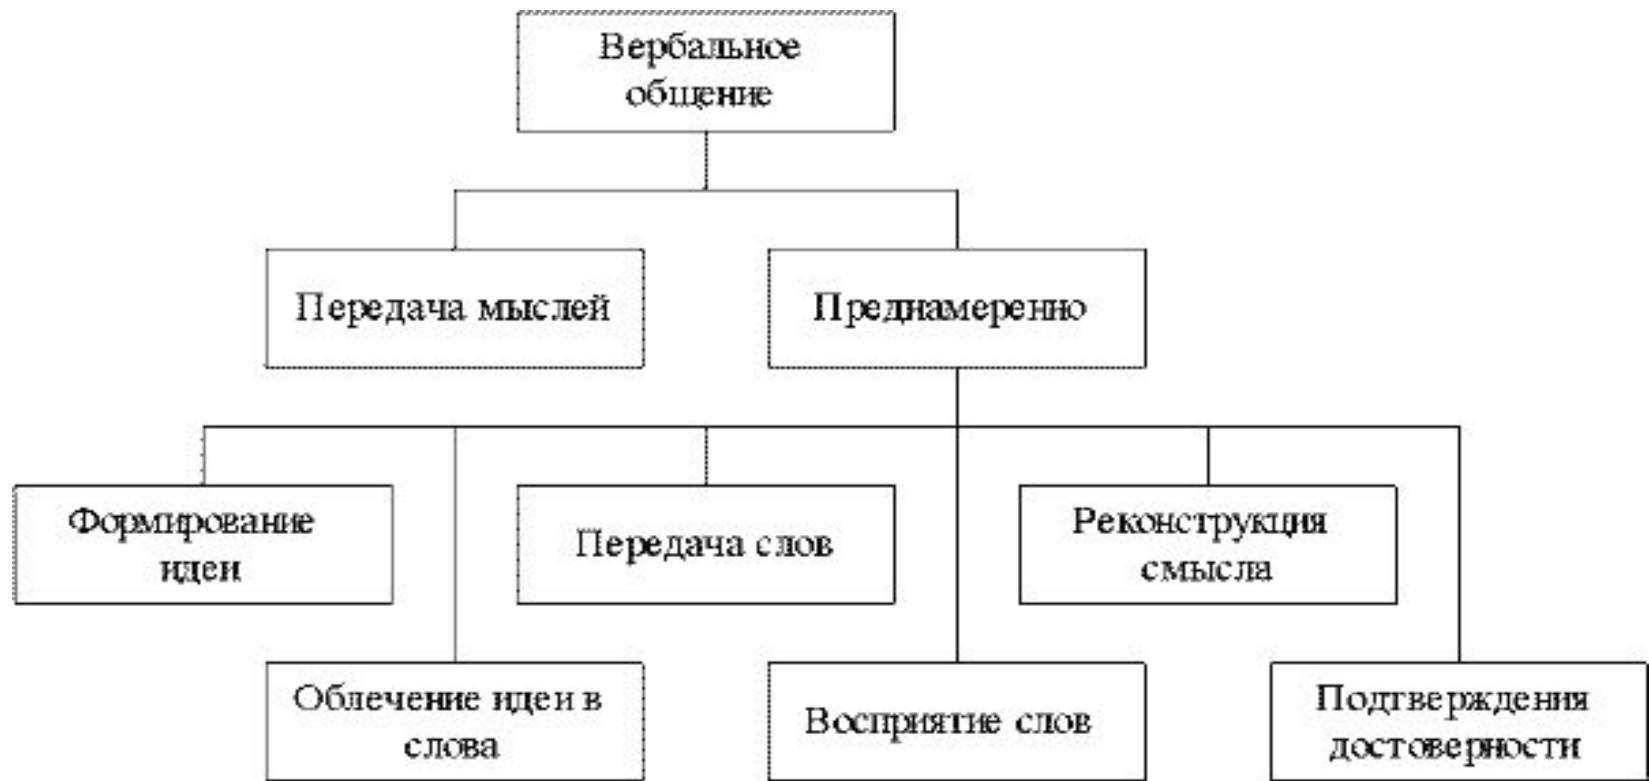 Вербальное
общение
Передача мыслей
Преднамеренно
Формирование
идеи
Передача слов
Реконструкция
смысла
Облечение идеи в
слова
Восприятие слов
Подтверждения
достоверности